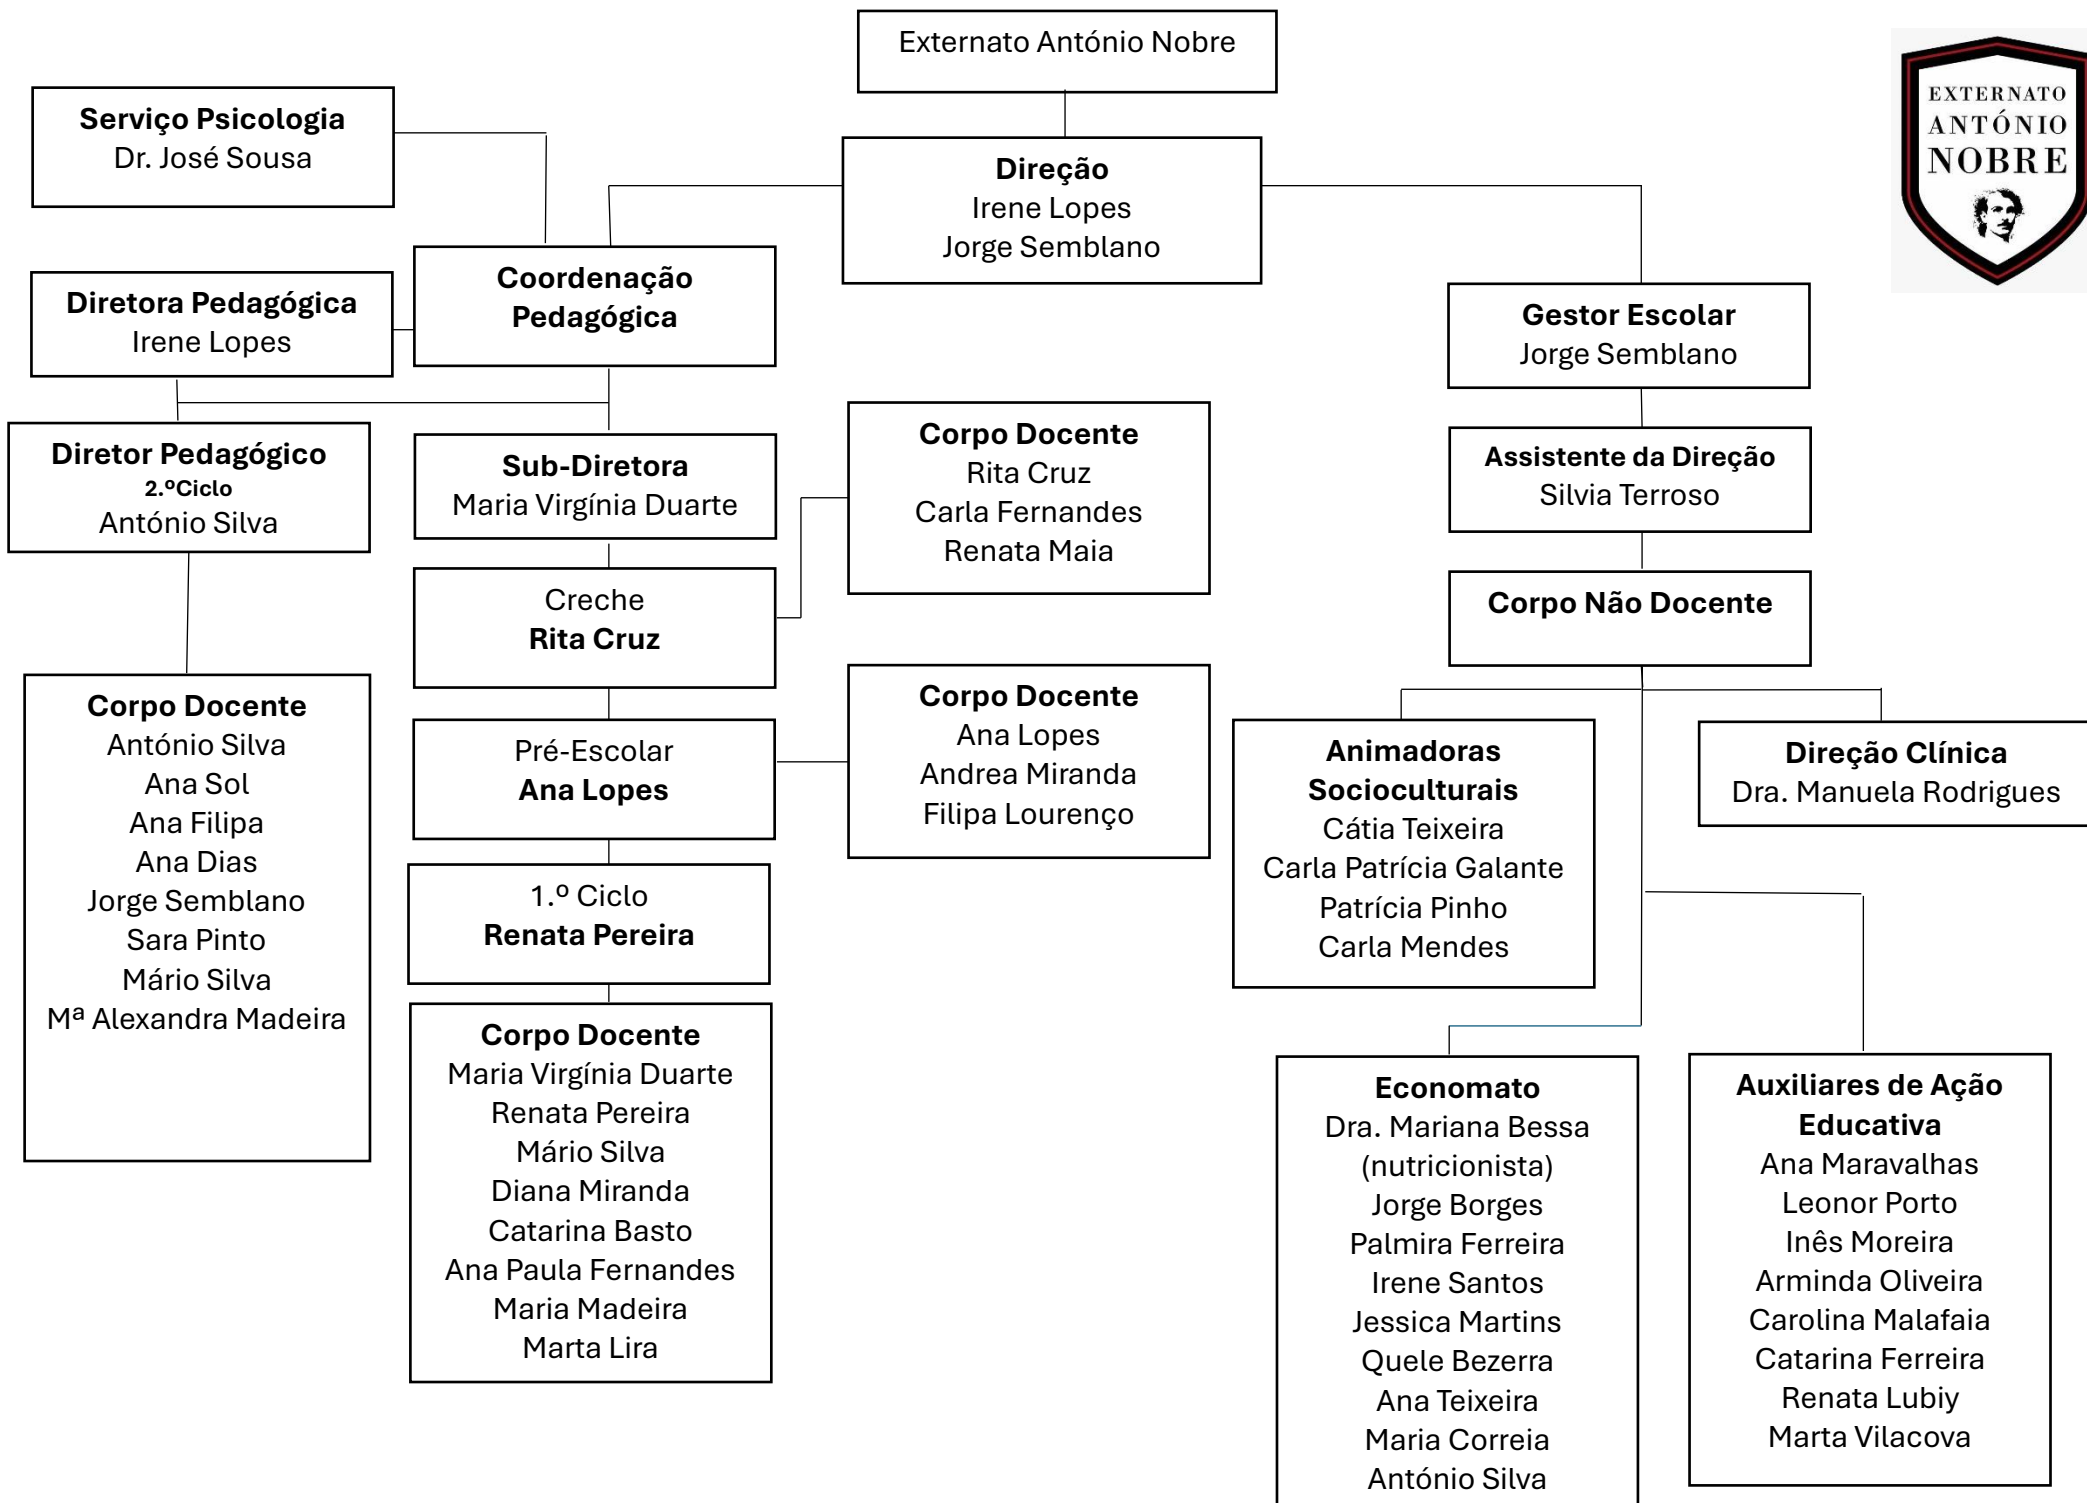 Externato António Nobre
EXTERNATO
ANTÓNIO
NOBRE
Serviço Psicologia
Dr. José Sousa
Direção
Irene Lopes
Jorge Semblano
Coordenação
Pedagógica
Diretora Pedagógica
Irene Lopes
Gestor Escolar
Jorge Semblano
Diretor Pedagógico
2.ºCiclo
António Silva
Sub-Diretora
Maria Virgínia Duarte
Corpo Docente
Rita Cruz
Carla Fernandes
Renata Maia
Assistente da Direção
Silvia Terroso
Creche
Rita Cruz
Corpo Não Docente
Corpo Docente
António Silva
Ana Sol
Ana Filipa
Ana Dias
Jorge Semblano
Sara Pinto
Mário Silva
Mª Alexandra Madeira
Pré-Escolar
Ana Lopes
Corpo Docente
Ana Lopes
Andrea Miranda
Filipa Lourenço
Animadoras
Socioculturais
Cátia Teixeira
Carla Patrícia Galante
Patrícia Pinho
Carla Mendes
Direção Clínica
Dra. Manuela Rodrigues
1.º Ciclo
Renata Pereira
Corpo Docente
Maria Virgínia Duarte
Renata Pereira
Mário Silva
Diana Miranda
Catarina Basto
Ana Paula Fernandes
Maria Madeira
Marta Lira
Economato
Dra. Mariana Bessa
(nutricionista)
Jorge Borges
Palmira Ferreira
Irene Santos
Jessica Martins
Quele Bezerra
Ana Teixeira
Maria Correia
António Silva
Auxiliares de Ação
Educativa
Ana Maravalhas
Leonor Porto
Inês Moreira
Arminda Oliveira
Carolina Malafaia
Catarina Ferreira
Renata Lubiy
Marta Vilacova